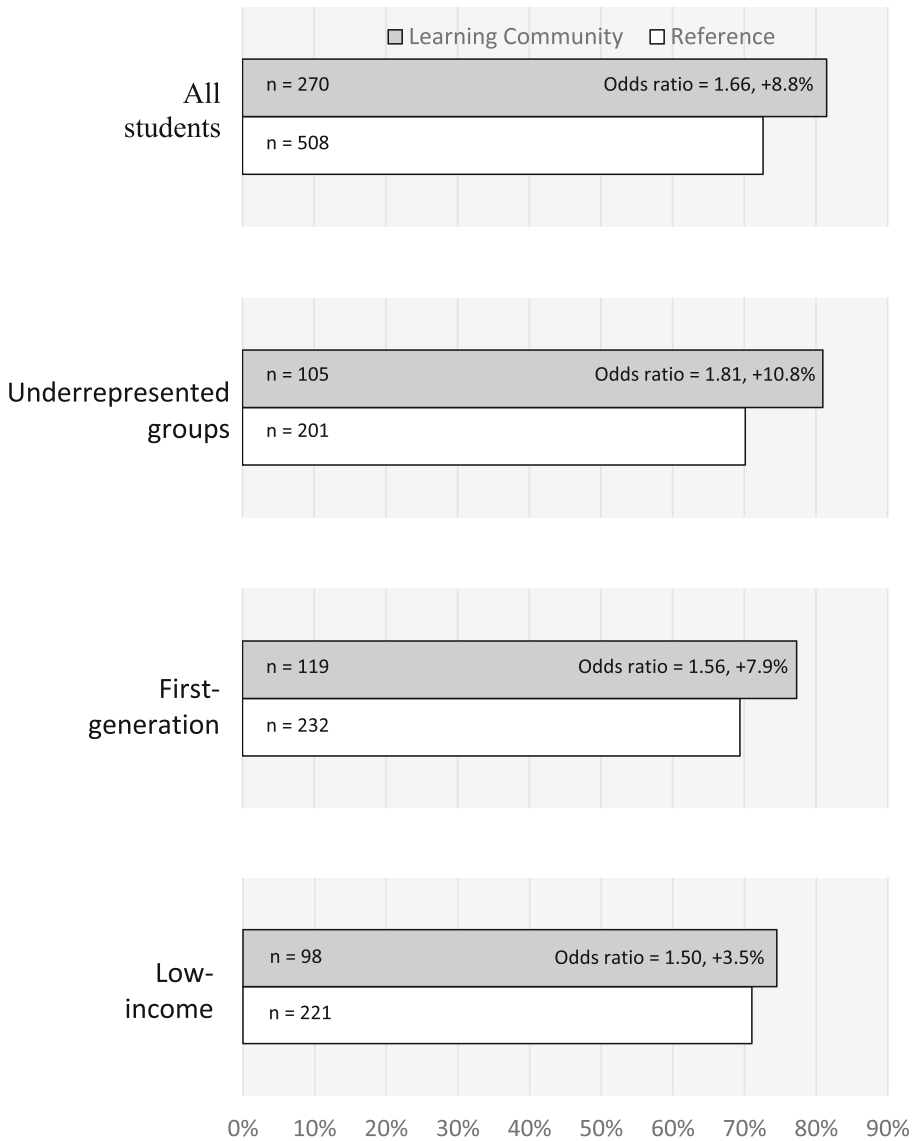 Learning Community Reference
All
students
n = 270 Odds ratio = 1.66, +8.8%
n = 508
Underrepresented
groups
n = 105 Odds ratio = 1.81, +10.8%
n = 201
First-
generation
n = 119 Odds ratio = 1.56, +7.9%
n = 232
Low-
income
n = 98 Odds ratio = 1.50, +3.5%
n = 221
0% 10% 20% 30% 40% 50% 60% 70% 80% 90%